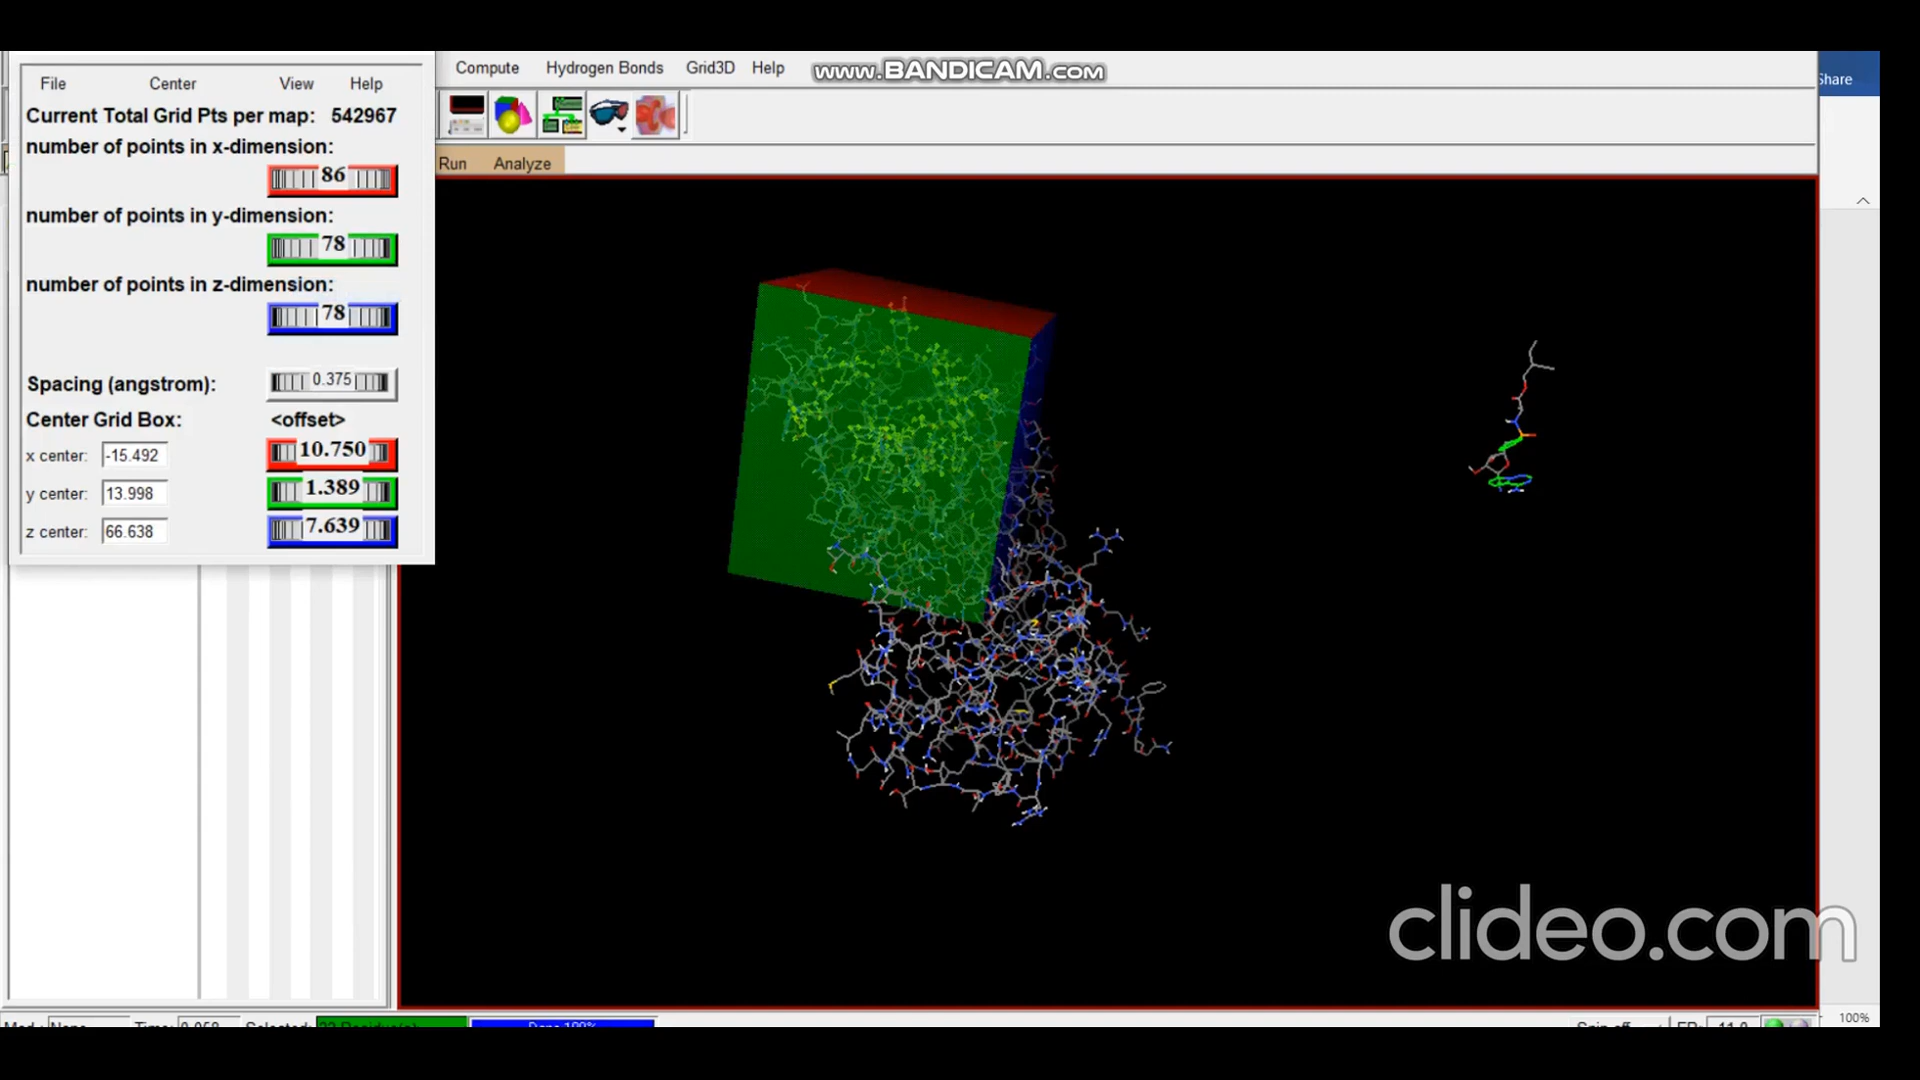 File Center View Help
Compute Hydrogen Bonds Grid3D Help
www.BANDICAM.com
Share
Current Total Grid Pts per map: 542967
number of points in x-dimension:
86
Run Analyze
number of points in y-dimension:
78
number of points in z-dimension:
78
Spacing (angstrom): 0.375
Center Grid Box: <offset>
x center: -15.492 10.750
y center: 13.998 1.389
z center: 66.638 7.639
clideo.com
100%